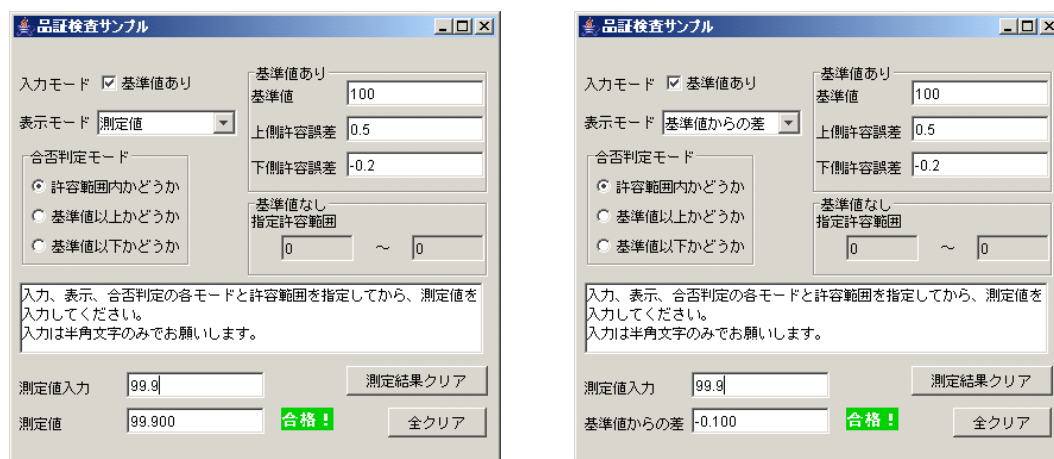 品証検査サンプル
入力モード 基準値あり
表示モード 測定値
合否判定モード
許容範囲内かどうか
基準値以上かどうか
基準値以下かどうか
基準値あり
基準値 100
上側許容誤差 0.5
下側許容誤差 -0.2
基準値なし
指定許容範囲
0 ～ 0
入力、表示、合否判定の各モードと許容範囲を指定してから、測定値を
入力してください。
入力は半角文字のみでお願いします。
測定値入力 99.9 測定結果クリア
測定値 99.900 合格！ 全クリア
品証検査サンプル
入力モード 基準値あり
表示モード 基準値からの差
合否判定モード
許容範囲内かどうか
基準値以上かどうか
基準値以下かどうか
基準値あり
基準値 100
上側許容誤差 0.5
下側許容誤差 -0.2
基準値なし
指定許容範囲
0 ～ 0
入力、表示、合否判定の各モードと許容範囲を指定してから、測定値を
入力してください。
入力は半角文字のみでお願いします。
測定値入力 99.9 測定結果クリア
基準値からの差 -0.100 合格！ 全クリア